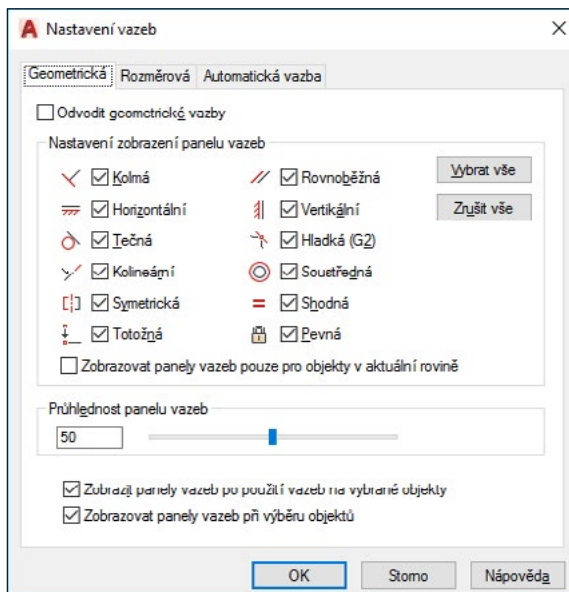 Nastavení vazeb
Geometrická Rozměrová Automatická vazba
Odvodit geometrické vazby
Nastavení zobrazení panelu vazeb
Kolmá Rovnoběžná Vybrat vše
Horizontální Vertikální Zrušit vše
Tečná Hladká (G2)
Kolineární Soustředná
Symetrická Shodná
Totožná Pevná
Zobrazovat panely vazeb pouze pro objekty v aktuální rovině
Průhlednost panelu vazeb
50
Zobrazit panely vazeb po použití vazeb na vybrané objekty
Zobrazovat panely vazeb při výběru objektů
OK Storno Nápověda